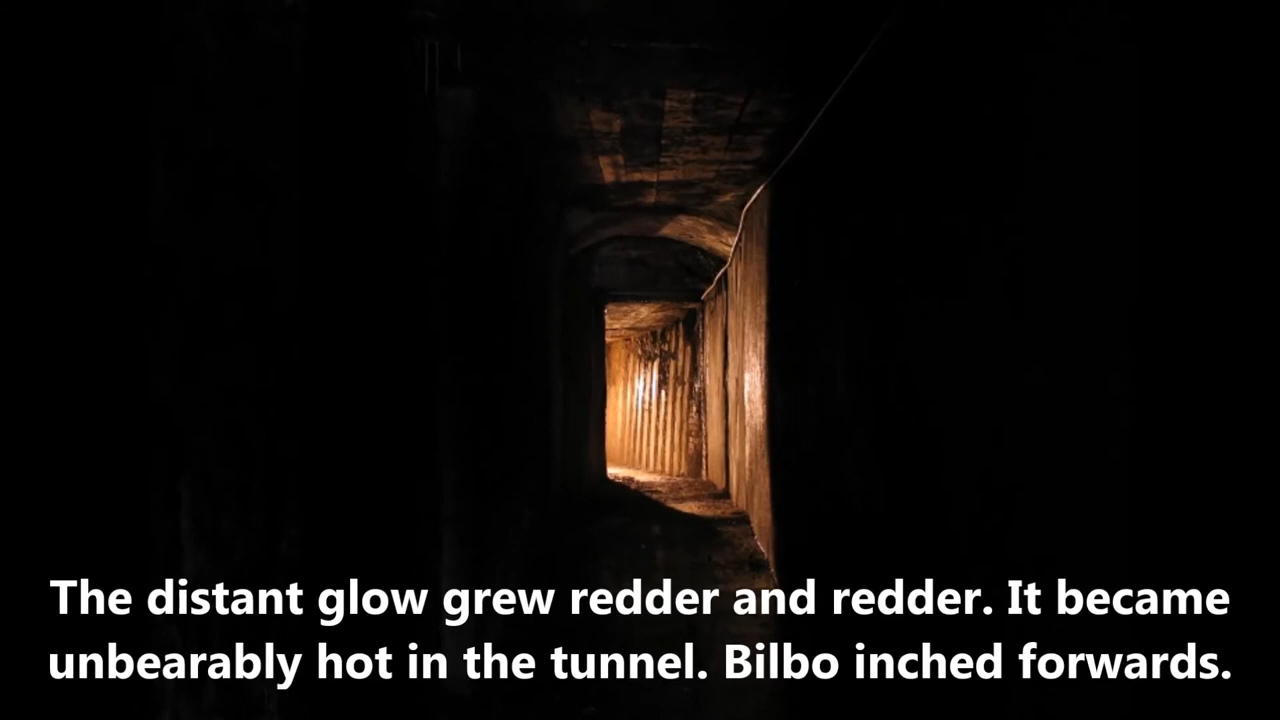 The distant glow grew redder and redder. It became
unbearably hot in the tunnel. Bilbo inched forwards.